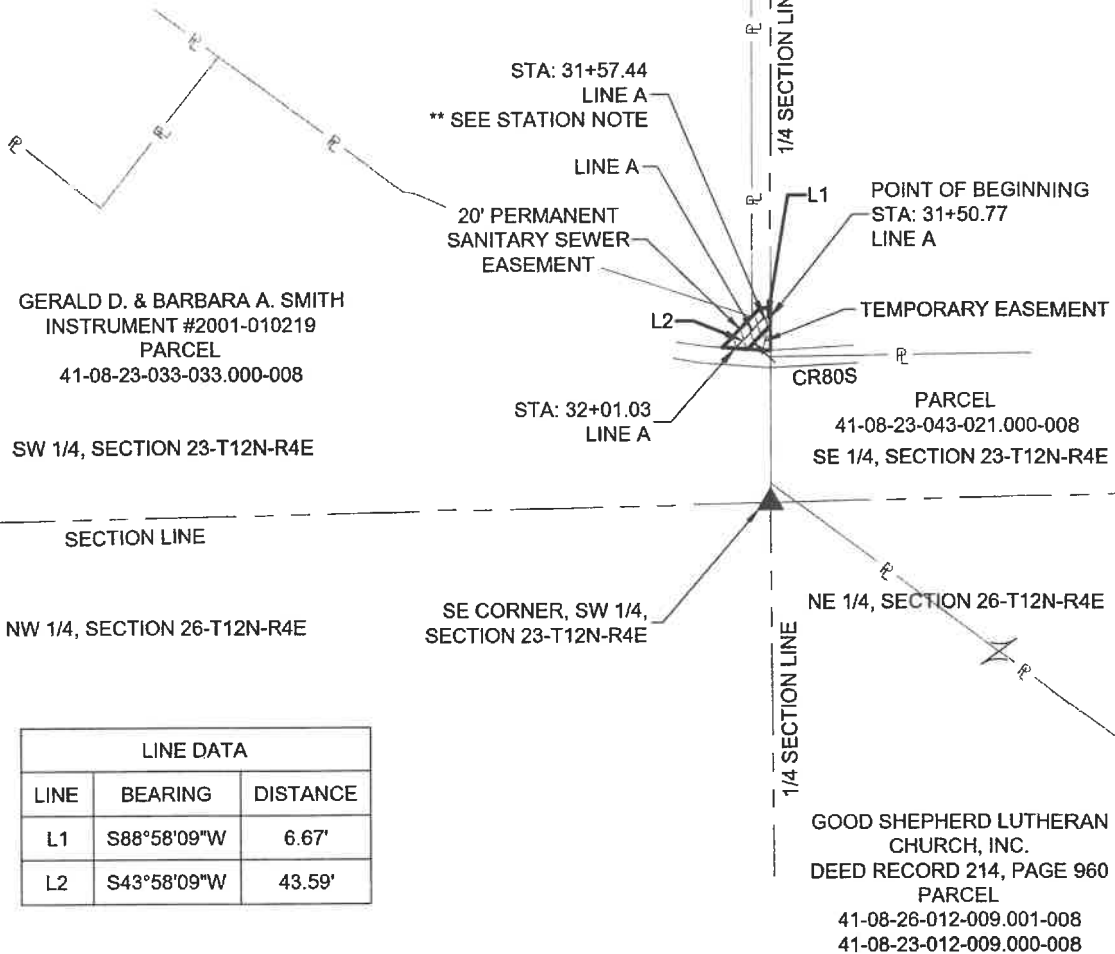 1/4 SECTION
STA: 31+57.44
LINE A
** SEE STATION NOTE
LINE A
L1
POINT OF BEGINNING
STA: 31+50.77
LINE A
20' PERMANENT
SANITARY SEWER
EASEMENT
TEMPORARY EASEMENT
L2
CR80S
GERALD D. & BARBARA A. SMITH
INSTRUMENT #2001-010219
PARCEL
41-08-23-033-033.000-008
STA: 32+01.03
LINE A
PARCEL
41-08-23-043-021.000-008
SW 1/4, SECTION 23-T12N-R4E
SE 1/4, SECTION 23-T12N-R4E
SECTION LINE
SE CORNER, SW 1/4,
SECTION 23-T12N-R4E
NW 1/4, SECTION 26-T12N-R4E
NE 1/4, SECTION 26-T12N-R4E
1/4 SECTION LINE
LINE DATA
LINE BEARING DISTANCE
L1 S88°58'09"W 6.67'
L2 S43°58'09"W 43.59'
GOOD SHEPHERD LUTHERAN
CHURCH, INC.
DEED RECORD 214, PAGE 960
PARCEL
41-08-26-012-009.001-008
41-08-23-012-009.000-008